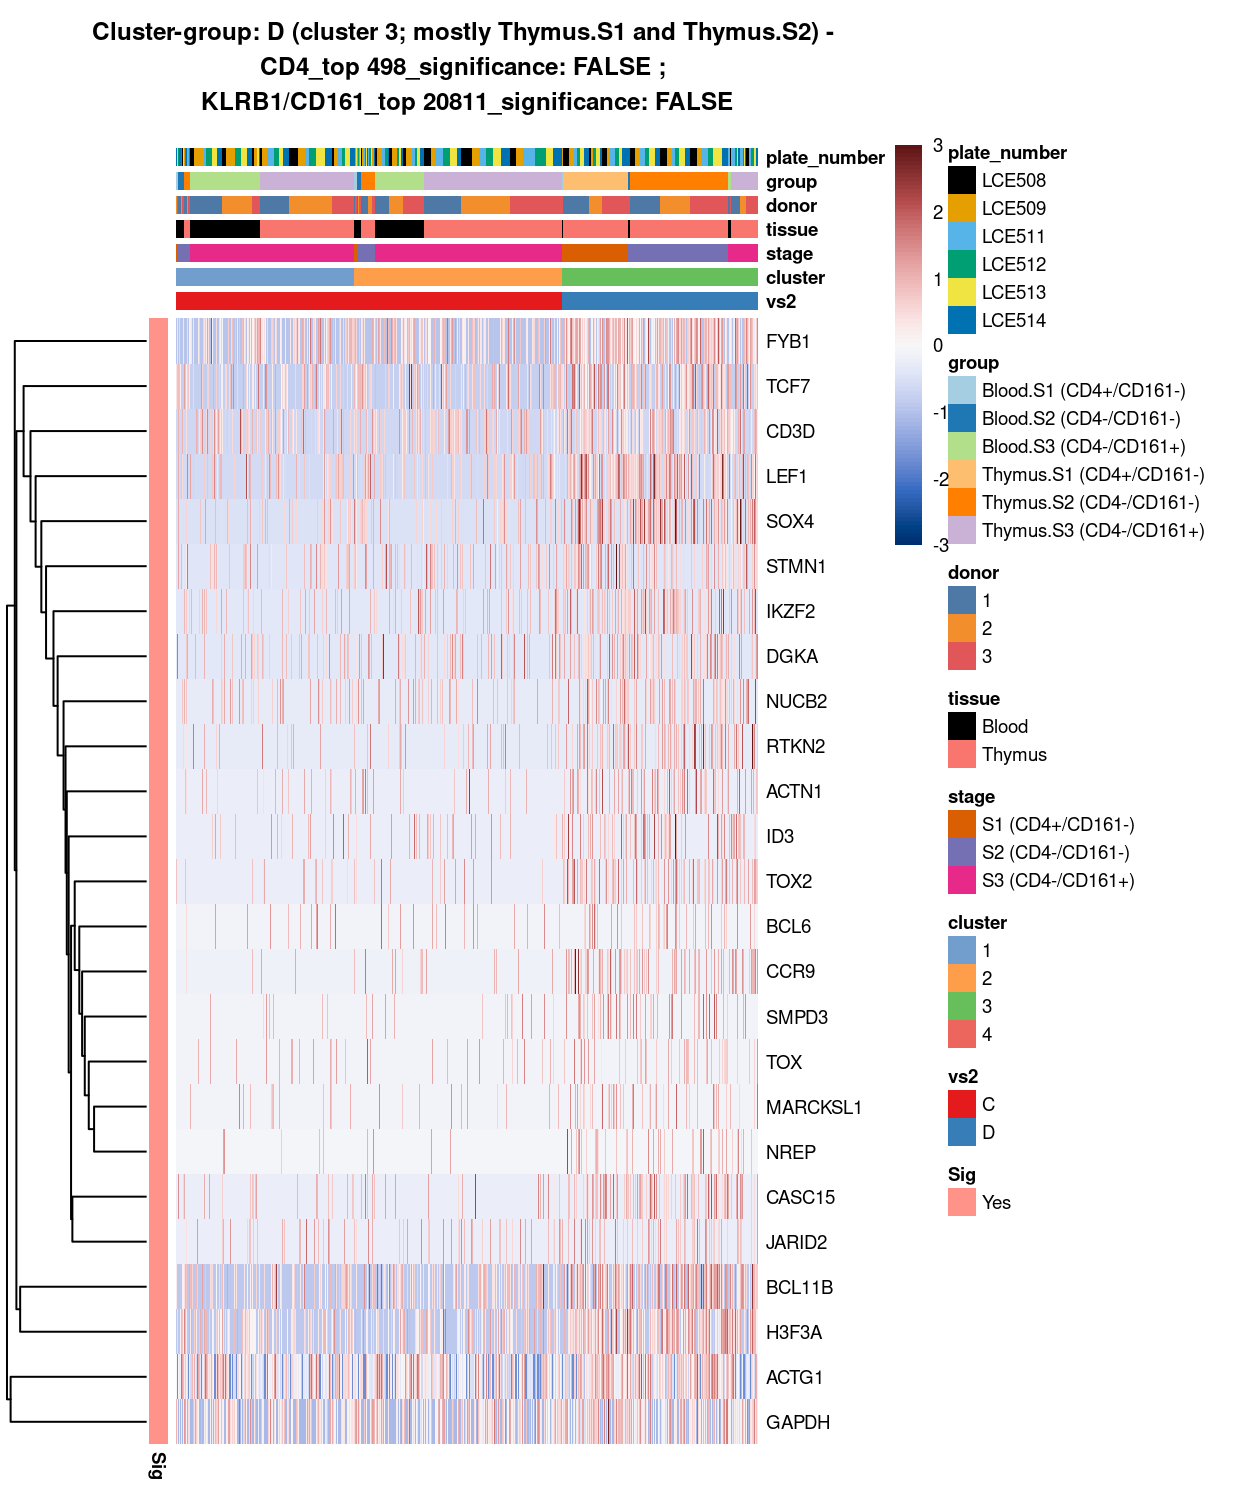 Cluster-group: D (cluster 3; mostly Thymus.S1 and Thymus.S2) -
CD4_top 498_significance: FALSE ;
KLRB1/CD161_top 20811_significance: FALSE
plate_number
group
donor
tissue
stage
cluster
vs2
FYB1
TCF7
CD3D
LEF1
SOX4
STMN1
IKZF2
DGKA
NUCB2
RTKN2
ACTN1
ID3
TOX2
BCL6
CCR9
SMPD3
TOX
MARCKSL1
NREP
CASC15
JARID2
BCL11B
H3F3A
ACTG1
GAPDH
Sig
3
2
1
0
-1
-2
-3
plate_number
LCE508
LCE509
LCE511
LCE512
LCE513
LCE514
group
Blood.S1 (CD4+/CD161-)
Blood.S2 (CD4-/CD161-)
Blood.S3 (CD4-/CD161+)
Thymus.S1 (CD4+/CD161-)
Thymus.S2 (CD4-/CD161-)
Thymus.S3 (CD4-/CD161+)
donor
1
2
3
tissue
Blood
Thymus
stage
S1 (CD4+/CD161-)
S2 (CD4-/CD161-)
S3 (CD4-/CD161+)
cluster
1
2
3
4
vs2
C
D
Sig
Yes